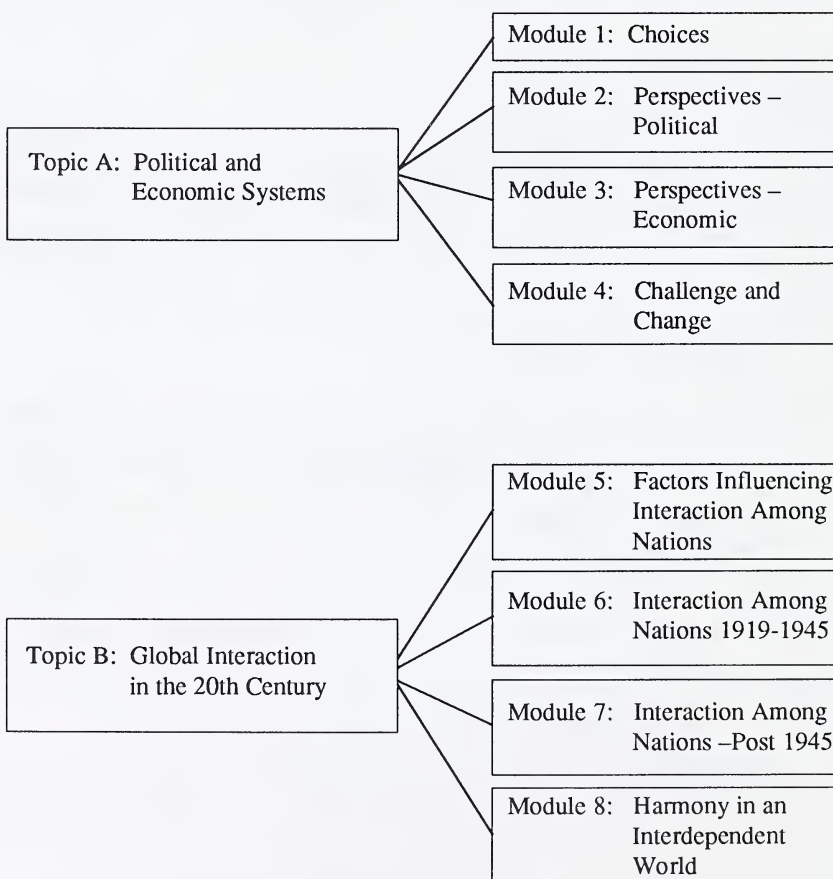 Topic A: Political and
Economic Systems
Module 1: Choices
Module 2: Perspectives –
Political
Module 3: Perspectives –
Economic
Module 4: Challenge and
Change
Topic B: Global Interaction
in the 20th Century
Module 5: Factors Influencing
Interaction Among
Nations
Module 6: Interaction Among
Nations 1919-1945
Module 7: Interaction Among
Nations –Post 1945
Module 8: Harmony in an
Interdependent
World